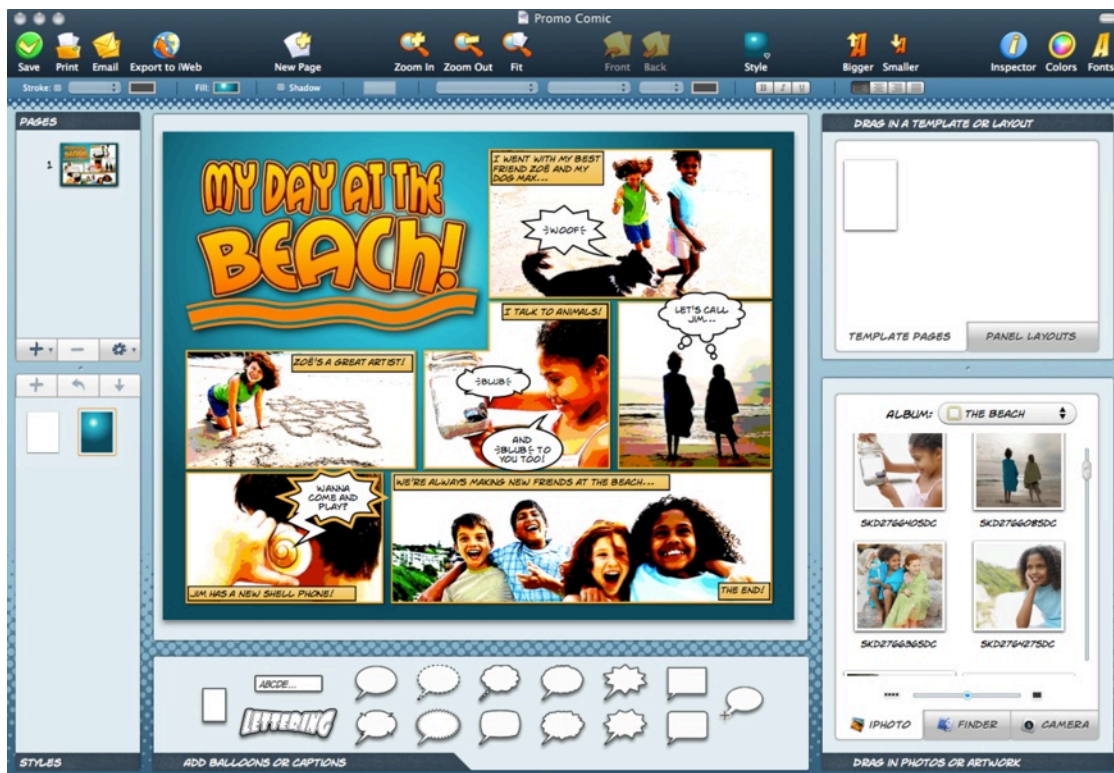 Promo Comic
Save Print Email Export to iWeb New Page Zoom In Zoom Out Fit Front Back Style Bigger Smaller Inspector Colors Fonts
Stroke: Fill: Shadow B I U
PAGES
1
MY DAY AT THE
BEACH!
I WENT WITH MY BEST
FRIEND ZOË AND MY
DOG MAX...
WOOF
ZOË'S A GREAT ARTIST!
I TALK TO ANIMALS!
BLUB
AND
BLUB TO
YOU TOO!
LET'S CALL
JIM...
WANNA
COME AND
PLAY?
JIM HAS A NEW SHELL PHONE!
WE'RE ALWAYS MAKING NEW FRIENDS AT THE BEACH...
THE END!
STYLES
ABCDE...
LETTERING
ADD BALLOONS OR CAPTIONS
DRAG IN A TEMPLATE OR LAYOUT
TEMPLATE PAGES PANEL LAYOUTS
ALBUM: THE BEACH
SKD276640SDC SKD276608SDC
SKD276636SDC SKD276427SDC
IPHOTO FINDER CAMERA
DRAG IN PHOTOS OR ARTWORK